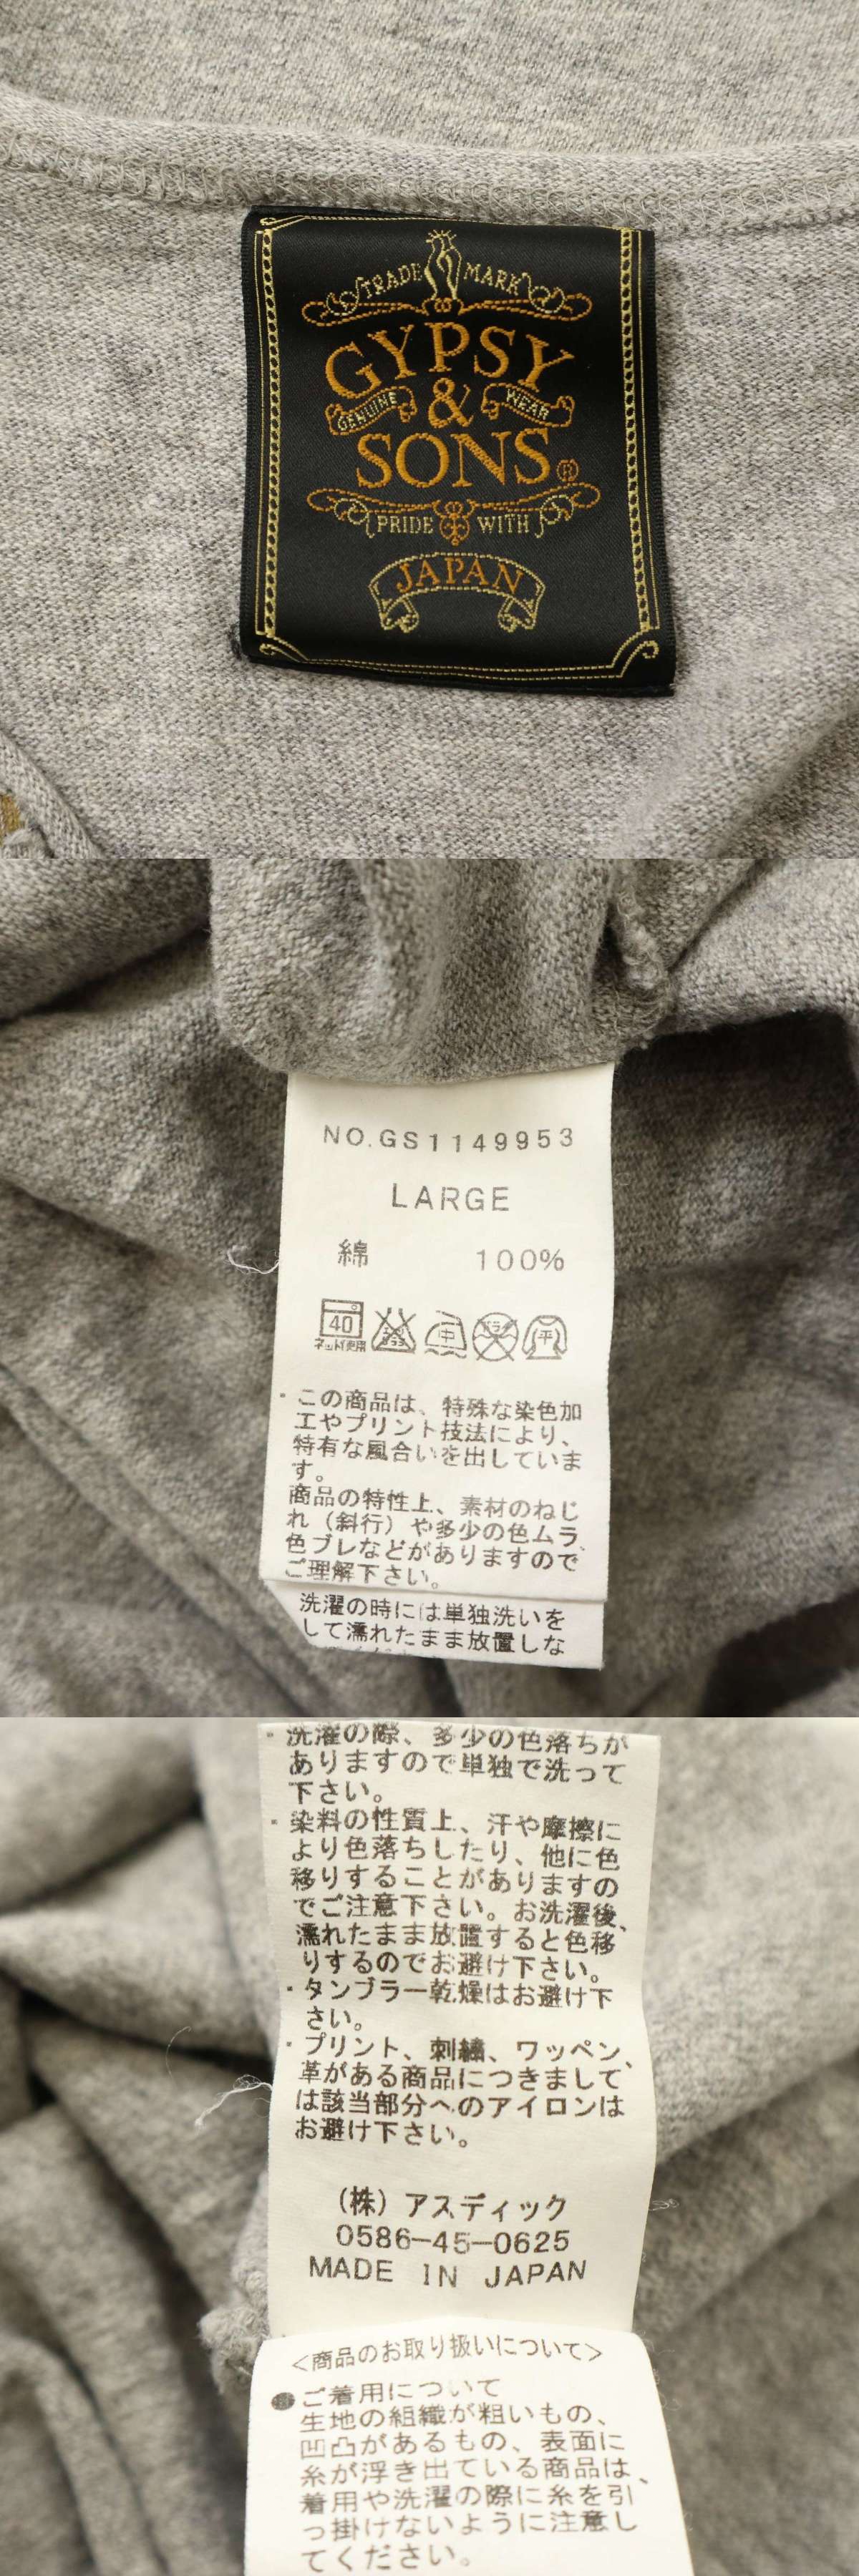 TRADE MARK
GYPSY
GENUINE & WEAR
SONS®
PRIDE WITH
JAPAN
NO.GS1149953
LARGE
綿 100%
40 中 平
ネット使用
・この商品は、特殊な染色加
工やプリント技法により、
特有な風合いを出していま
す。
商品の特性上、素材のねじ
れ（斜行）や多少の色ムラ、
色ブレなどがありますので
ご理解下さい。
洗濯の時には単独洗いを
して濡れたまま放置しな
・洗濯の際、多少の色落ちが
ありますので単独で洗って
下さい。
・染料の性質上、汗や摩擦に
より色落ちしたり、他に色
移りすることがありますの
でご注意下さい。お洗濯後、
濡れたまま放置すると色移
りするのでお避け下さい。
・タンブラー乾燥はお避け下
さい。
・プリント、刺繍、ワッペン、
革がある商品につきまして
は該当部分へのアイロンは
お避け下さい。
（株）アスディック
0586-45-0625
MADE IN JAPAN
<商品のお取り扱いについて>
●ご着用について
生地の組織が粗いもの、
凹凸があるもの、表面に
糸が浮き出ている商品は、
着用や洗濯の際に糸を引
っ掛けないように注意し
てください。